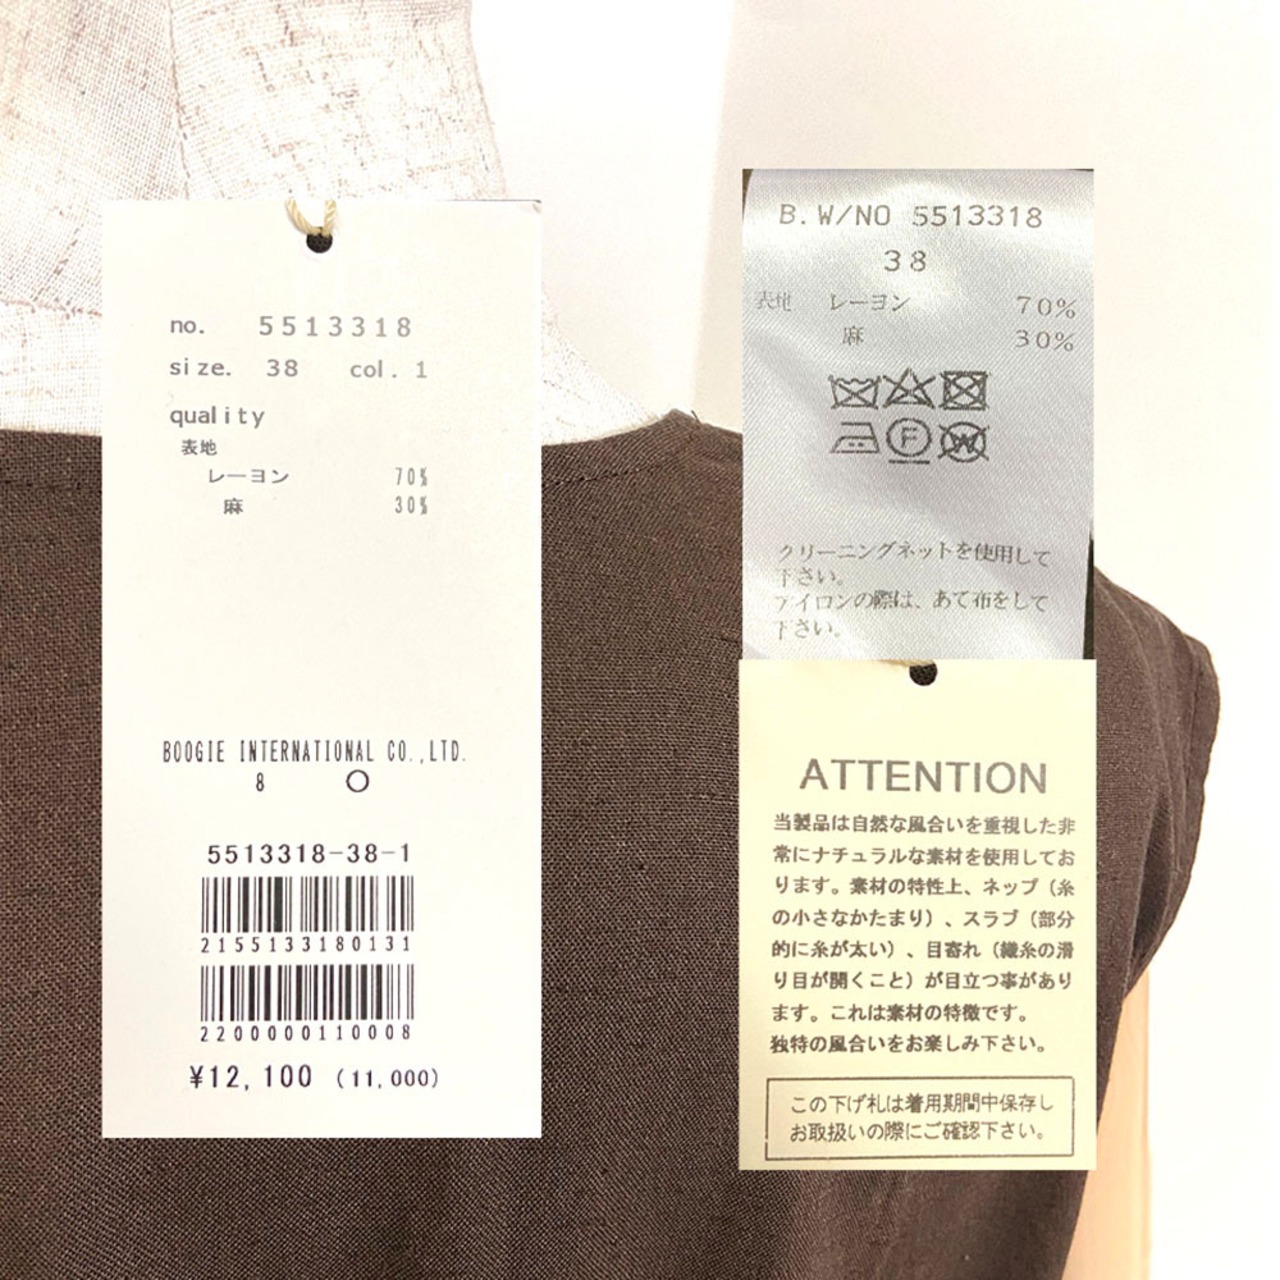 no. 5513318
size. 38 col. 1
quality
表地
レーヨン 70%
麻 30%
BOOGIE INTERNATIONAL CO.,LTD.
8 ○
5513318-38-1
2155133180131
2200000110008
¥12,100 (11,000)
B.W/NO 5513318
38
表地 レーヨン 70%
麻 30%
F
W
クリーニングネットを使用して
下さい。
アイロンの際は、あて布をして
下さい。
ATTENTION
当製品は自然な風合いを重視した非
常にナチュラルな素材を使用してお
ります。素材の特性上、ネップ（糸
の小さなかたまり）、スラブ（部分
的に糸が太い）、目寄れ（織糸の滑
り目が開くこと）が目立つ事があり
ます。これは素材の特徴です。
独特の風合いをお楽しみ下さい。
この下げ札は着用期間中保存し
お取扱いの際にご確認下さい。